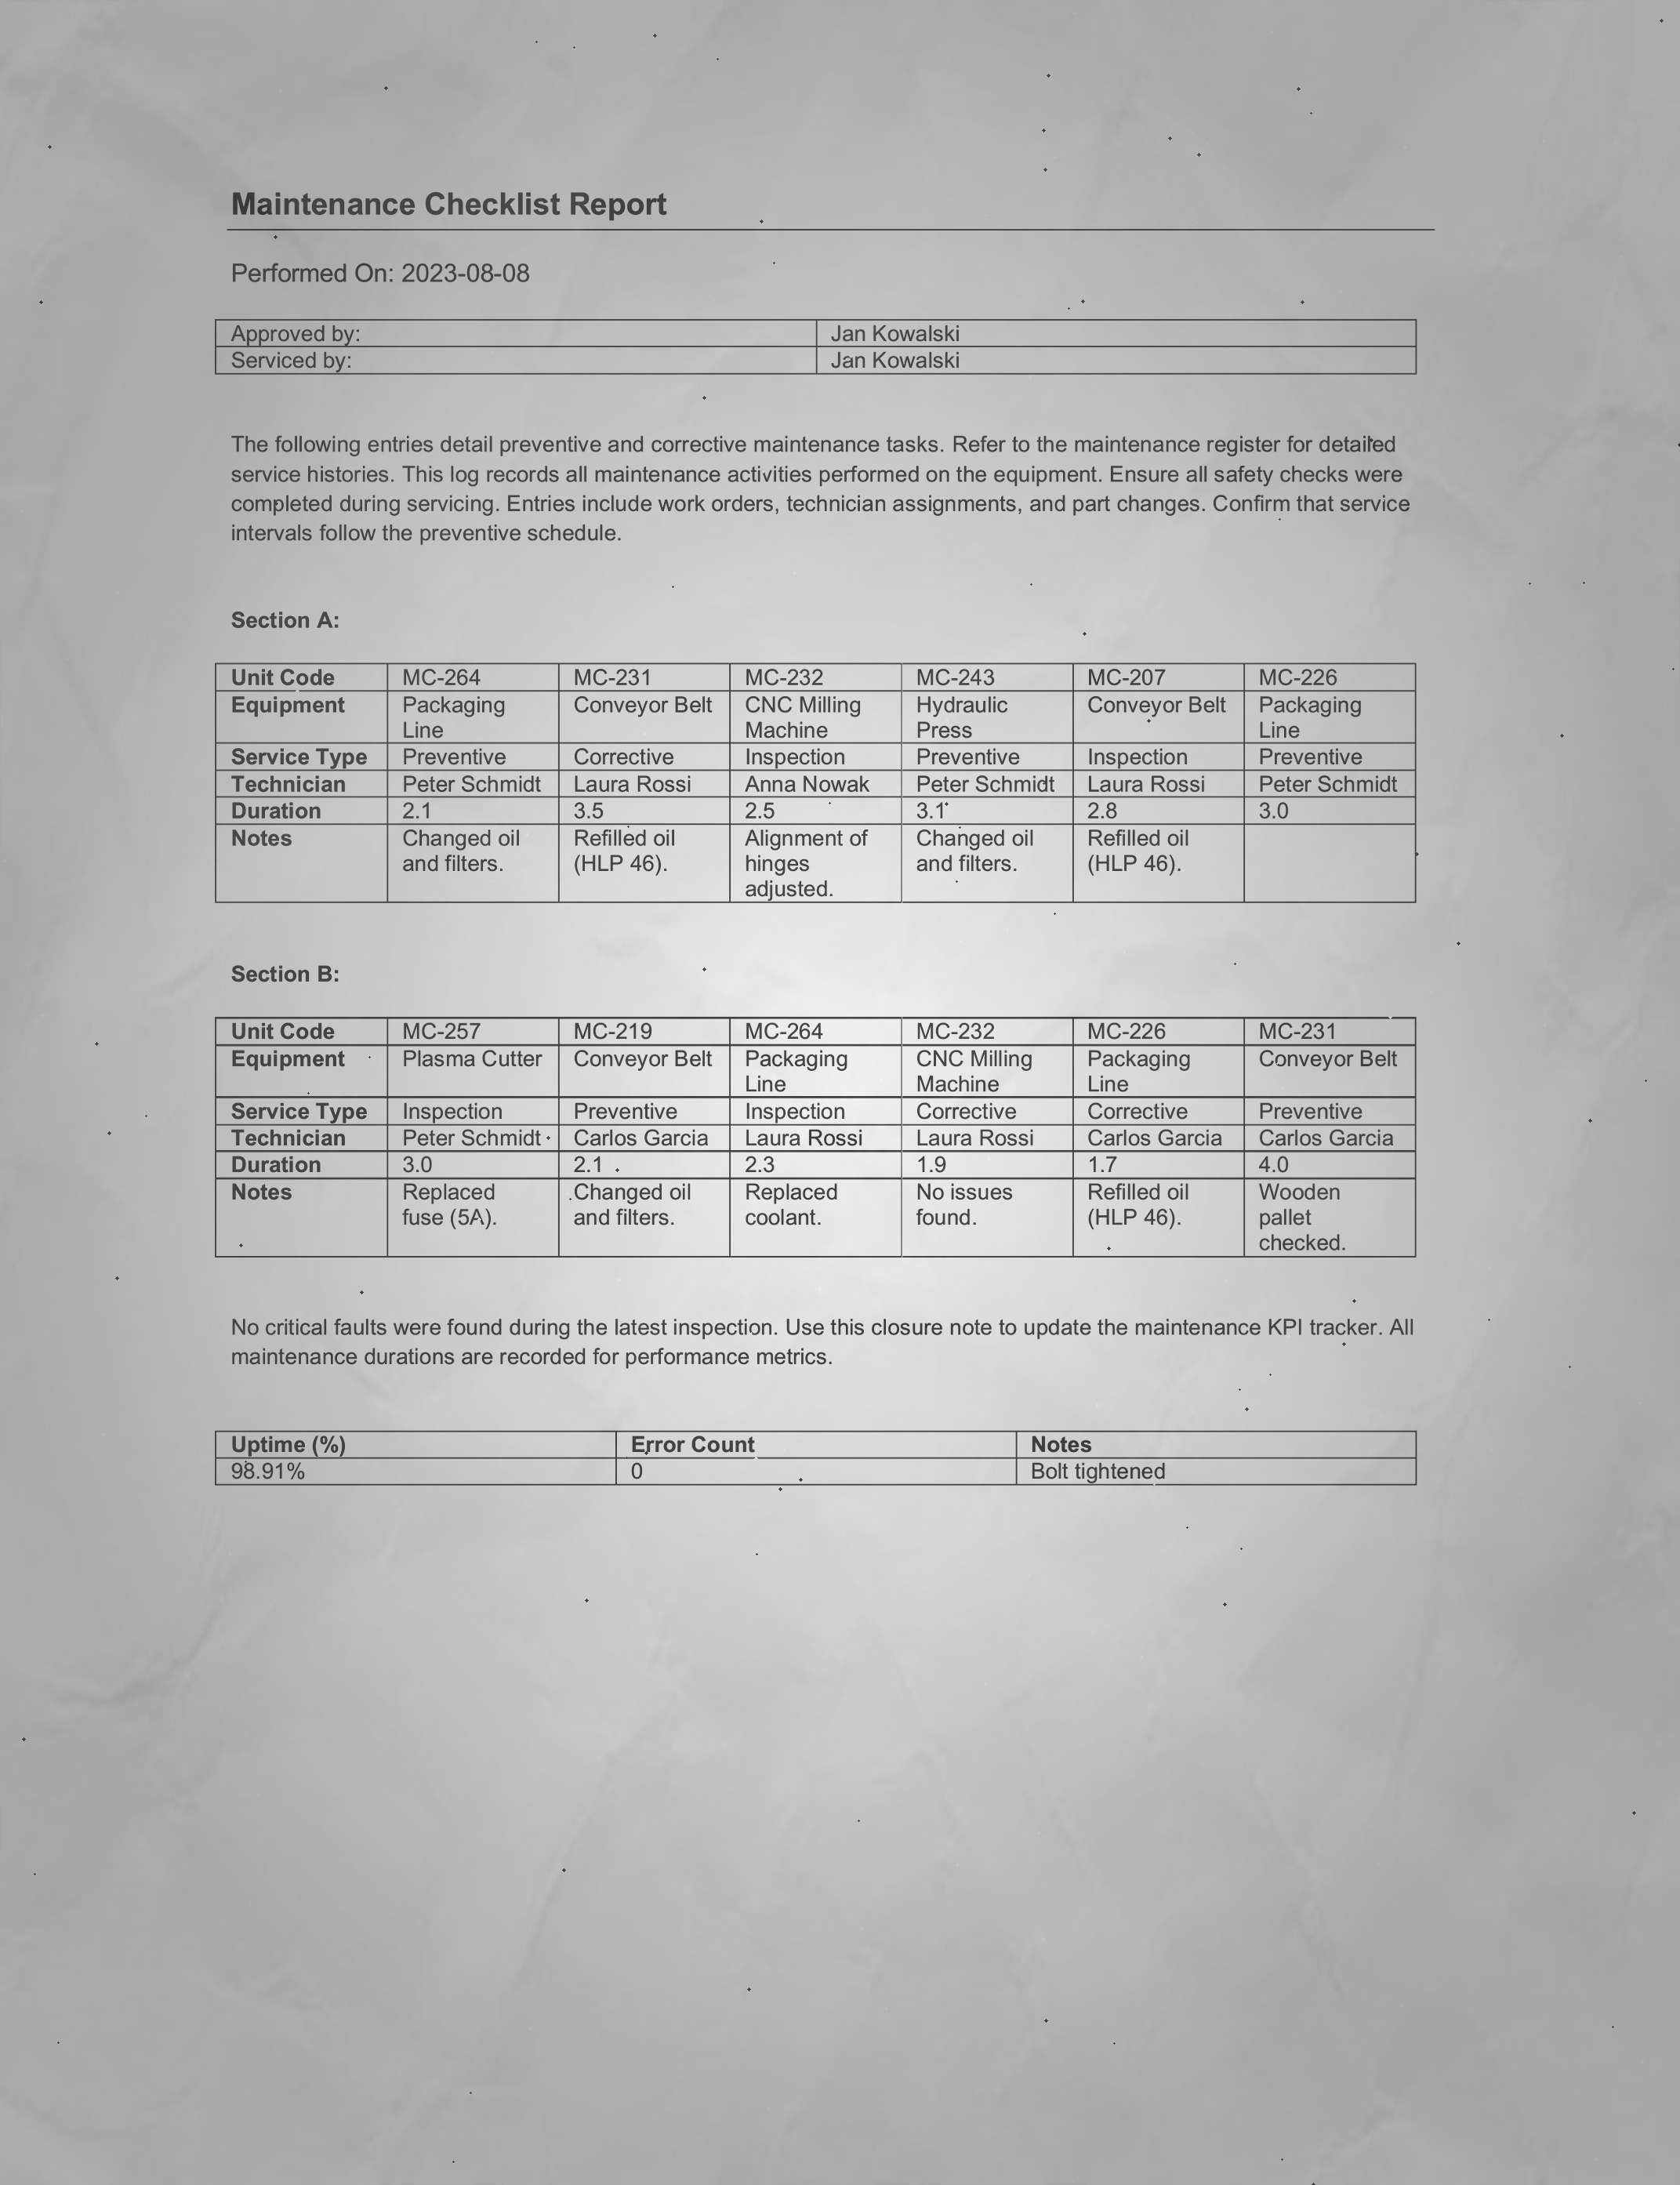 Maintenance Checklist Report
Performed On: 2023-08-08
Approved by: Jan Kowalski
Serviced by: Jan Kowalski
The following entries detail preventive and corrective maintenance tasks. Refer to the maintenance register for detailed
service histories. This log records all maintenance activities performed on the equipment. Ensure all safety checks were
completed during servicing. Entries include work orders, technician assignments, and part changes. Confirm that service
intervals follow the preventive schedule.
Section A:
Unit Code MC-264 MC-231 MC-232 MC-243 MC-207 MC-226
Equipment Packaging Conveyor Belt CNC Milling Hydraulic Conveyor Belt Packaging
Line Machine Press Line
Service Type Preventive Corrective Inspection Preventive Inspection Preventive
Technician Peter Schmidt Laura Rossi Anna Nowak Peter Schmidt Laura Rossi Peter Schmidt
Duration 2.1 3.5 2.5 3.1 2.8 3.0
Notes Changed oil Refilled oil Alignment of Changed oil Refilled oil
and filters. (HLP 46). hinges and filters. (HLP 46).
adjusted.
Section B:
Unit Code MC-257 MC-219 MC-264 MC-232 MC-226 MC-231
Equipment Plasma Cutter Conveyor Belt Packaging CNC Milling Packaging Conveyor Belt
Line Machine Line
Service Type Inspection Preventive Inspection Corrective Corrective Preventive
Technician Peter Schmidt Carlos Garcia Laura Rossi Laura Rossi Carlos Garcia Carlos Garcia
Duration 3.0 2.1 2.3 1.9 1.7 4.0
Notes Replaced Changed oil Replaced No issues Refilled oil Wooden
fuse (5A). and filters. coolant. found. (HLP 46). pallet
checked.
No critical faults were found during the latest inspection. Use this closure note to update the maintenance KPI tracker. All
maintenance durations are recorded for performance metrics.
Uptime (%) Error Count Notes
98.91% 0 Bolt tightened